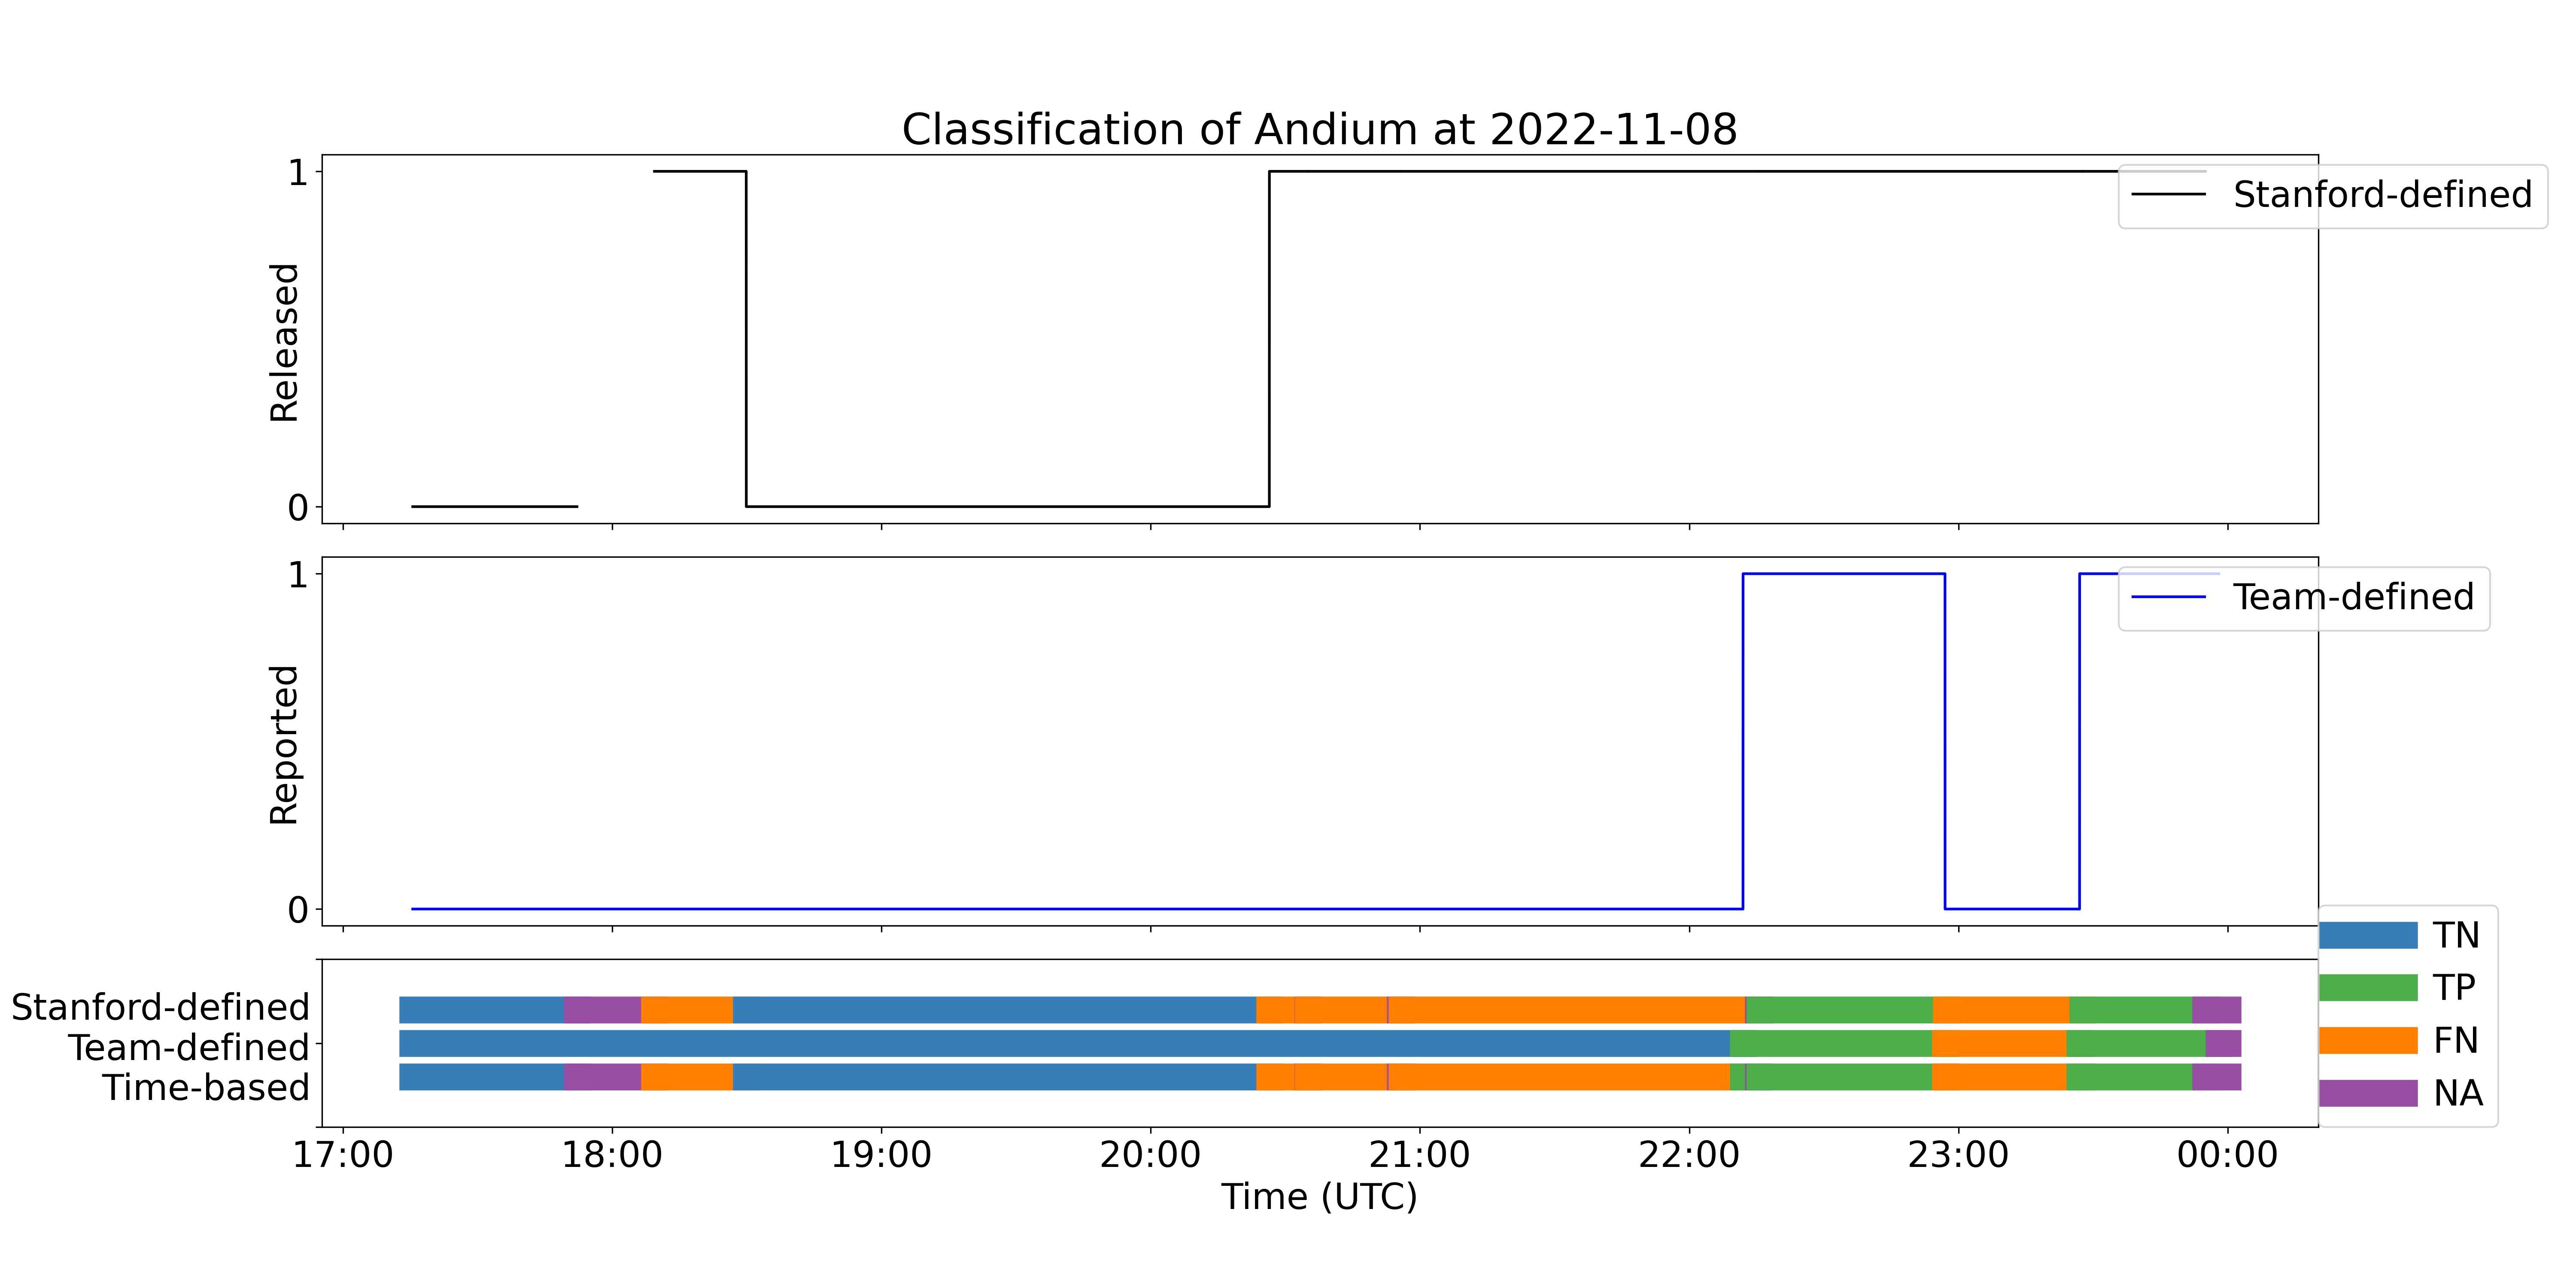 Classification of Andium at 2022-11-08
Released
1
0
Stanford-defined
Reported
1
0
Team-defined
Stanford-defined
Team-defined
Time-based
TN
TP
FN
NA
17:00 18:00 19:00 20:00 21:00 22:00 23:00 00:00
Time (UTC)